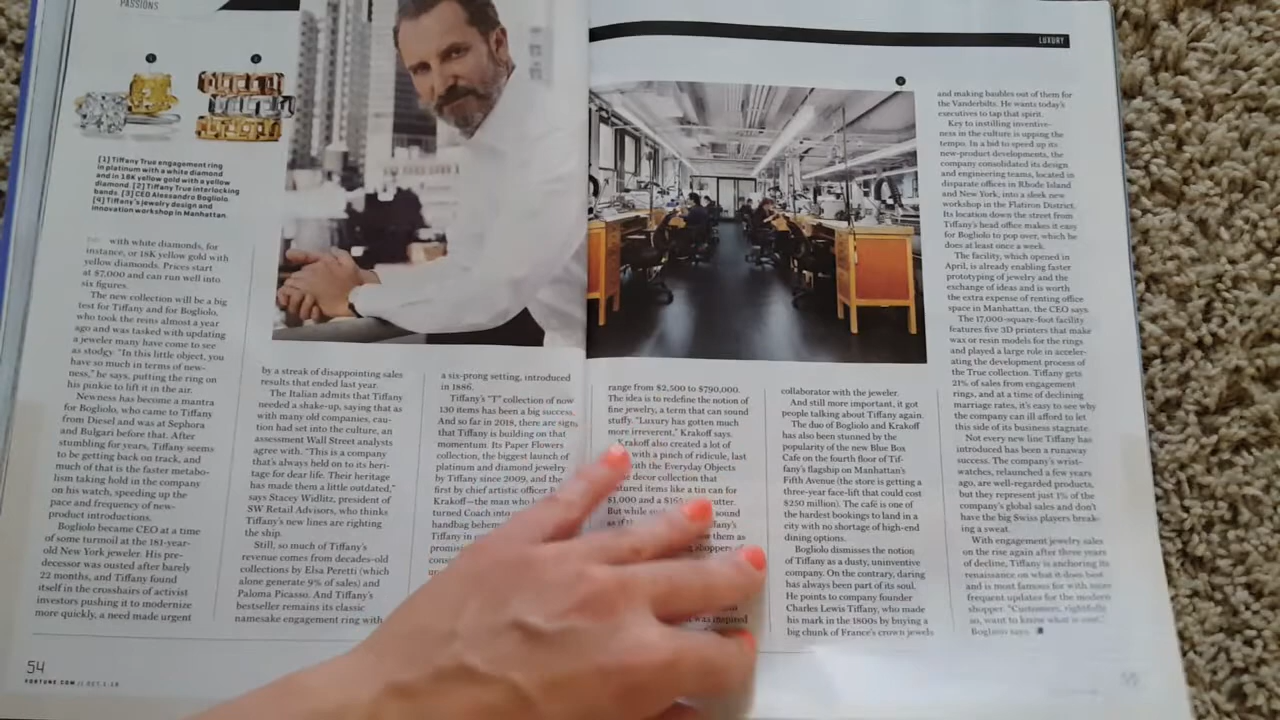 PASSIONS
[1] Tiffany True engagement ring
in platinum with a white diamond
and in 18K yellow gold with a yellow
diamond. [2] Tiffany True interlocking
bands. [3] CEO Alessandro Bogliolo.
[4] Tiffany's jewelry design and
innovation workshop in Manhattan.
with white diamonds, for
instance, or 18K yellow gold with
yellow diamonds. Prices start
at $7,000 and can run well into
six figures.
The new collection will be a big
test for Tiffany and for Bogliolo,
who took the reins almost a year
ago and was tasked with updating
a jeweler many have come to see
as stodgy. "In this little object, you
have so much in terms of new-
ness," he says, putting the ring on
his pinkie to lift it in the air.
Newness has become a mantra
for Bogliolo, who came to Tiffany
from Diesel and was at Sephora
and Bulgari before that. After
stumbling for years, Tiffany seems
to be getting back on track, and
much of that is the faster metabo-
lism taking hold in the company
on his watch, speeding up the
pace and frequency of new-
product introductions.
Bogliolo became CEO at a time
of some turmoil at the 181-year-
old New York jeweler. His pre-
decessor was ousted after barely
22 months, and Tiffany found
itself in the crosshairs of activist
investors pushing it to modernize
more quickly, a need made urgent
by a streak of disappointing sales
results that ended last year.
The Italian admits that Tiffany
needed a shake-up, saying that as
with many old companies, cau-
tion had set into the culture, an
assessment Wall Street analysts
agree with. "This is a company
that's always held on to its heri-
tage for dear life. Their heritage
has made them a little outdated,"
says Stacey Widlitz, president of
SW Retail Advisors, who thinks
Tiffany's new lines are righting
the ship.
Still, so much of Tiffany's
revenue comes from decades-old
collections by Elsa Peretti (which
alone generate 9% of sales) and
Paloma Picasso. And Tiffany's
bestseller remains its classic
namesake engagement ring with
a six-prong setting, introduced
in 1886.
Tiffany's "T" collection of now
130 items has been a big success.
And so far in 2018, there are signs
that Tiffany is building on that
momentum. Its Paper Flowers
collection, the biggest launch of
platinum and diamond jewelry
by Tiffany since 2009, and the
first by chief artistic officer
Krakoff—the man who
turned Coach into
handbag
Tiffany in
54
FORTUNE.COM // OCT.1.18
LUXURY
range from $2,500 to $790,000.
The idea is to redefine the notion of
fine jewelry, a term that can sound
stuffy. "Luxury has gotten much
more irreverent," Krakoff says.
Krakoff also created a lot of
with a punch of ridicule, last
with the Everyday Objects
decor collection that
items like a tin can for
$1,000 and a
But while sound
as if
them as
shoppers
was inspired
collaborator with the jeweler.
And still more important, it got
people talking about Tiffany again.
The duo of Bogliolo and Krakoff
has also been stunned by the
popularity of the new Blue Box
Cafe on the fourth floor of Tif-
fany's flagship on Manhattan's
Fifth Avenue (the store is getting a
three-year face-lift that could cost
$250 million). The cafe is one of
the hardest bookings to land in a
city with no shortage of high-end
dining options.
Bogliolo dismisses the notion
of Tiffany as a dusty, uninventive
company. On the contrary, daring
has always been part of its soul.
He points to company founder
Charles Lewis Tiffany, who made
his mark in the 1800s by buying a
big chunk of France's crown jewels
and making baubles out of them for
the Vanderbilts. He wants today's
executives to tap that spirit.
Key to instilling inventive-
ness in the culture is upping the
tempo. In a bid to speed up its
new-product developments, the
company consolidated its design
and engineering teams, located in
disparate offices in Rhode Island
and New York, into a sleek new
workshop in the Flatiron District.
Its location down the street from
Tiffany's head office makes it easy
for Bogliolo to pop over, which he
does at least once a week.
The facility, which opened in
April, is already enabling faster
prototyping of jewelry and the
exchange of ideas and is worth
the extra expense of renting office
space in Manhattan, the CEO says.
The 17,000-square-foot facility
features five 3D printers that make
wax or resin models for the rings
and played a large role in acceler-
ating the development process of
the True collection. Tiffany gets
21% of sales from engagement
rings, and at a time of declining
marriage rates, it's easy to see why
the company can ill afford to let
this side of its business stagnate.
Not every new line Tiffany has
introduced has been a runaway
success. The company's wrist-
watches, relaunched a few years
ago, are well-regarded products,
but they represent just 1% of the
company's global sales and don't
have the big Swiss players break-
ing a sweat.
With engagement jewelry sales
on the rise again after three years
of decline, Tiffany is anchoring its
renaissance on what it does best
and is most famous for with more
frequent updates for the modern
shopper. "Customers, rightfully
so, want to know what is next,"
Bogliolo says.